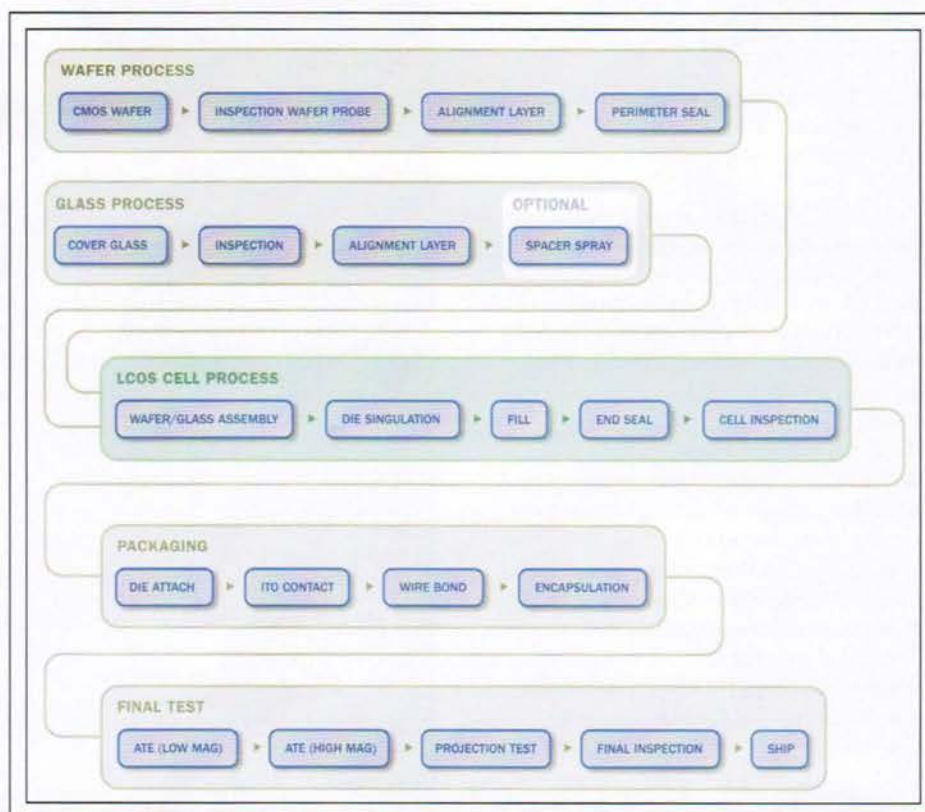 WAFER PROCESS
CMOS WAFER INSPECTION WAFER PROBE ALIGNMENT LAYER PERIMETER SEAL
GLASS PROCESS OPTIONAL
COVER GLASS INSPECTION ALIGNMENT LAYER SPACER SPRAY
LCOS CELL PROCESS
WAFER/GLASS ASSEMBLY DIE SINGULATION FILL END SEAL CELL INSPECTION
PACKAGING
DIE ATTACH ITO CONTACT WIRE BOND ENCAPSULATION
FINAL TEST
ATE (LOW MAG) ATE (HIGH MAG) PROJECTION TEST FINAL INSPECTION SHIP